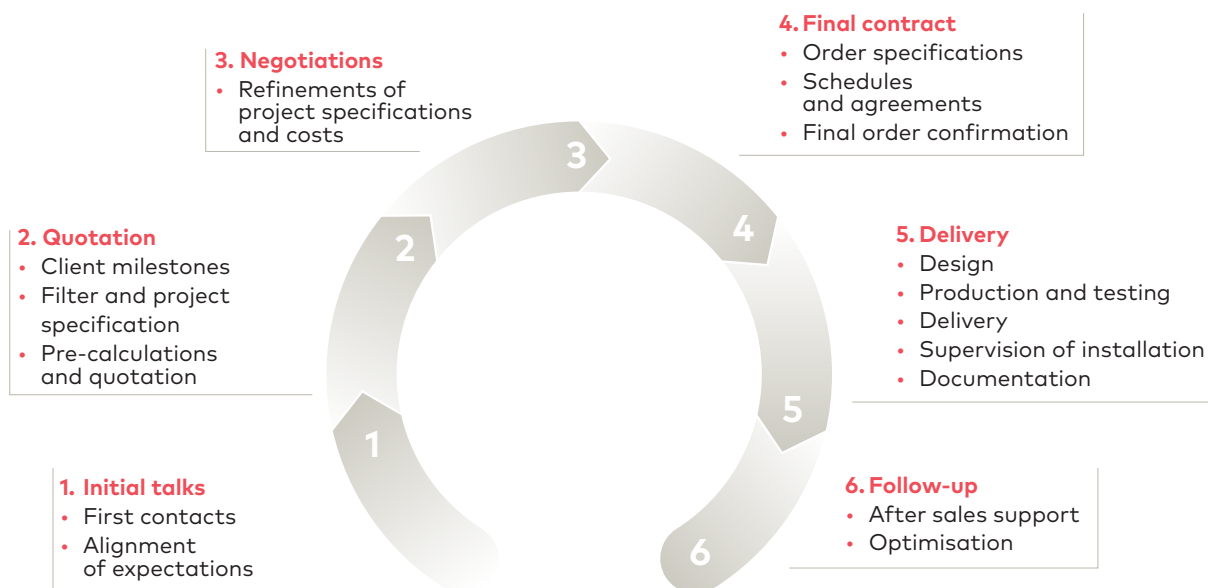 1. Initial talks
• First contacts
• Alignment
of expectations
2. Quotation
• Client milestones
• Filter and project
specification
• Pre-calculations
and quotation
3. Negotiations
• Refinements of
project specifications
and costs
4. Final contract
• Order specifications
• Schedules
and agreements
• Final order confirmation
5. Delivery
• Design
• Production and testing
• Delivery
• Supervision of installation
• Documentation
6. Follow-up
• After sales support
• Optimisation
1
2
3
4
5
6